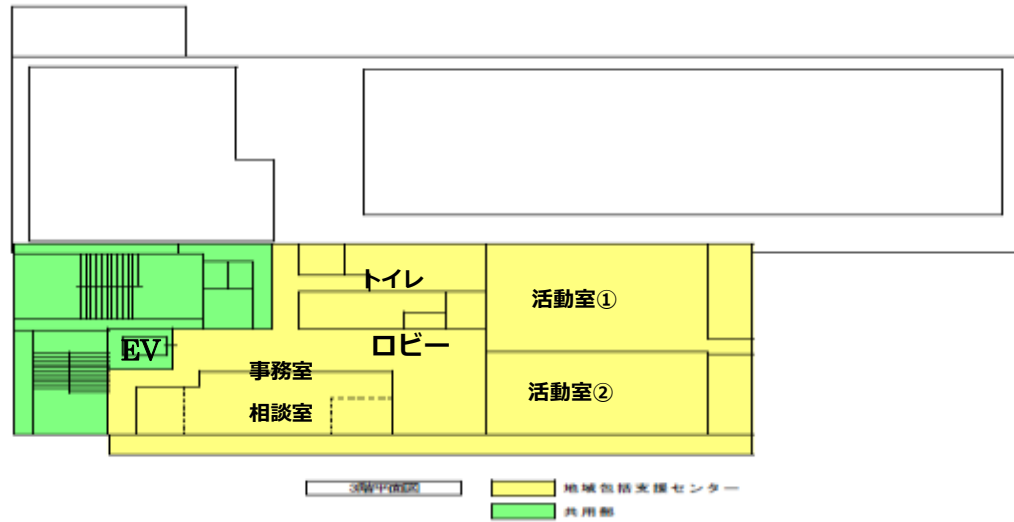 トイレ
活動室①
EV
ロビー
事務室
活動室②
相談室
3階平面図
地域包括支援センター
共用部